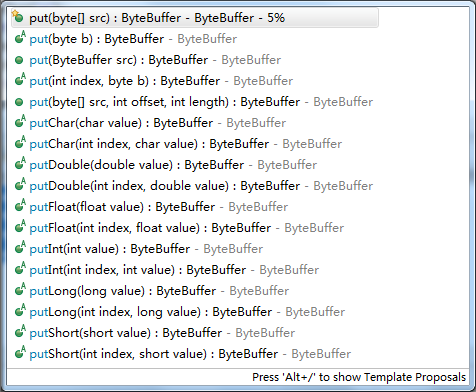 put(byte[] src) : ByteBuffer - ByteBuffer - 5%
put(byte b) : ByteBuffer - ByteBuffer
put(ByteBuffer src) : ByteBuffer - ByteBuffer
put(int index, byte b) : ByteBuffer - ByteBuffer
put(byte[] src, int offset, int length) : ByteBuffer - ByteBuffer
putChar(char value) : ByteBuffer - ByteBuffer
putChar(int index, char value) : ByteBuffer - ByteBuffer
putDouble(double value) : ByteBuffer - ByteBuffer
putDouble(int index, double value) : ByteBuffer - ByteBuffer
putFloat(float value) : ByteBuffer - ByteBuffer
putFloat(int index, float value) : ByteBuffer - ByteBuffer
putInt(int value) : ByteBuffer - ByteBuffer
putInt(int index, int value) : ByteBuffer - ByteBuffer
putLong(long value) : ByteBuffer - ByteBuffer
putLong(int index, long value) : ByteBuffer - ByteBuffer
putShort(short value) : ByteBuffer - ByteBuffer
putShort(int index, short value) : ByteBuffer - ByteBuffer
Press 'Alt+/' to show Template Proposals